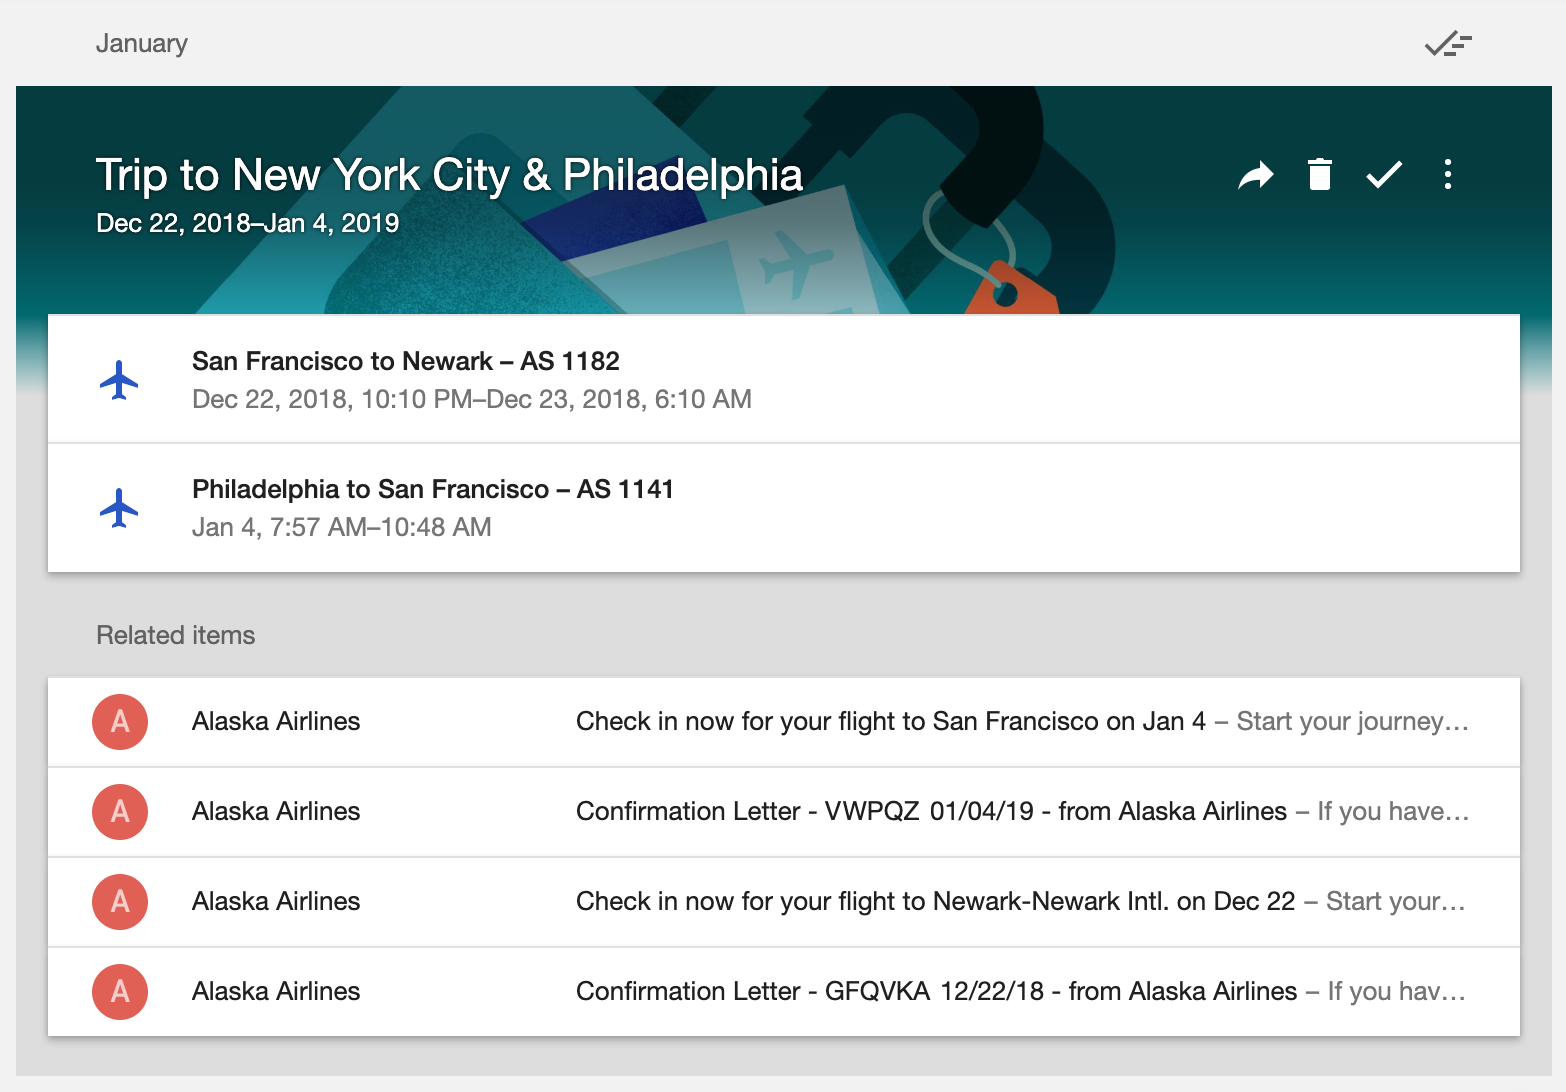 January
Trip to New York City & Philadelphia
Dec 22, 2018–Jan 4, 2019
San Francisco to Newark – AS 1182
Dec 22, 2018, 10:10 PM–Dec 23, 2018, 6:10 AM
Philadelphia to San Francisco – AS 1141
Jan 4, 7:57 AM–10:48 AM
Related items
A Alaska Airlines Check in now for your flight to San Francisco on Jan 4 – Start your journey…
A Alaska Airlines Confirmation Letter - VWPQZ 01/04/19 - from Alaska Airlines – If you have…
A Alaska Airlines Check in now for your flight to Newark-Newark Intl. on Dec 22 – Start your…
A Alaska Airlines Confirmation Letter - GFQVKA 12/22/18 - from Alaska Airlines – If you hav…